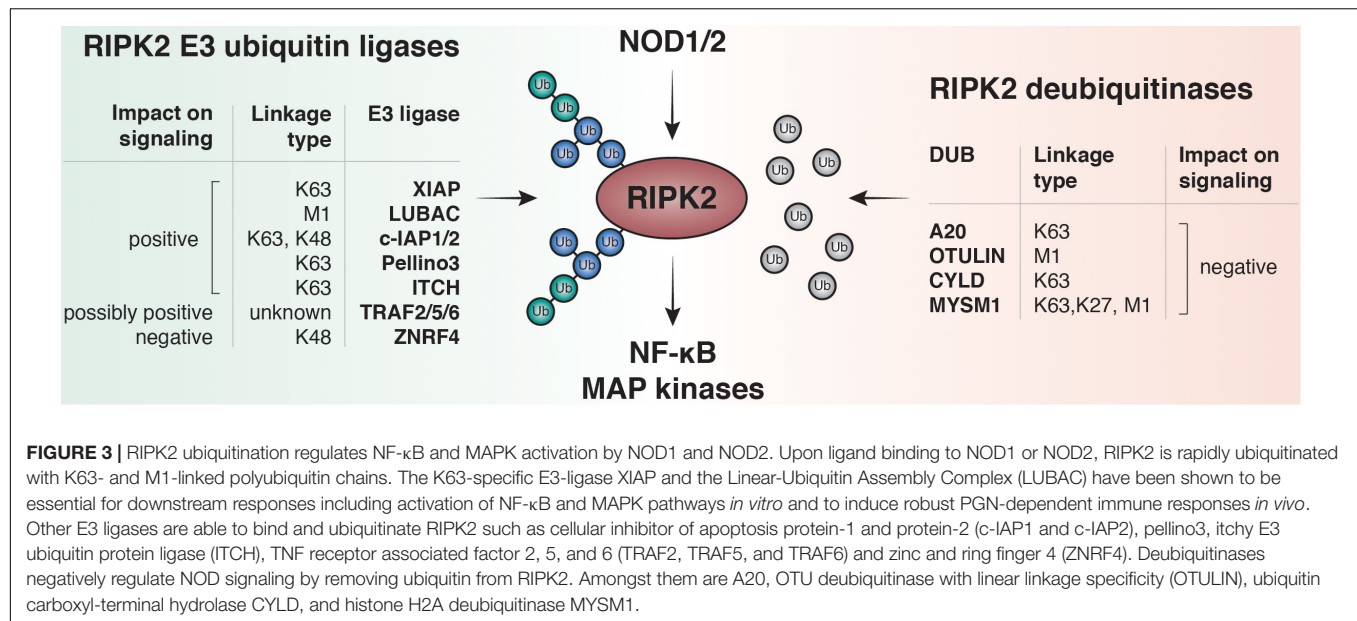 RIPK2 E3 ubiquitin ligases
Impact on signaling Linkage type E3 ligase
positive
K63 XIAP
M1 LUBAC
K63, K48 c-IAP1/2
K63 Pellino3
K63 ITCH
possibly positive unknown TRAF2/5/6
negative K48 ZNRF4
NOD1/2
Ub
Ub
Ub
Ub
Ub
RIPK2
Ub
Ub
Ub
Ub
Ub
NF-κB
MAP kinases
Ub
Ub
Ub
Ub
Ub
Ub
Ub
RIPK2 deubiquitinases
DUB Linkage type Impact on signaling
A20 K63
OTULIN M1
CYLD K63
MYSM1 K63,K27, M1
negative
FIGURE 3 | RIPK2 ubiquitination regulates NF-κB and MAPK activation by NOD1 and NOD2. Upon ligand binding to NOD1 or NOD2, RIPK2 is rapidly ubiquitinated
with K63- and M1-linked polyubiquitin chains. The K63-specific E3-ligase XIAP and the Linear-Ubiquitin Assembly Complex (LUBAC) have been shown to be
essential for downstream responses including activation of NF-κB and MAPK pathways in vitro and to induce robust PGN-dependent immune responses in vivo.
Other E3 ligases are able to bind and ubiquitinate RIPK2 such as cellular inhibitor of apoptosis protein-1 and protein-2 (c-IAP1 and c-IAP2), pellino3, itchy E3
ubiquitin protein ligase (ITCH), TNF receptor associated factor 2, 5, and 6 (TRAF2, TRAF5, and TRAF6) and zinc and ring finger 4 (ZNRF4). Deubiquitinases
negatively regulate NOD signaling by removing ubiquitin from RIPK2. Amongst them are A20, OTU deubiquitinase with linear linkage specificity (OTULIN), ubiquitin
carboxyl-terminal hydrolase CYLD, and histone H2A deubiquitinase MYSM1.